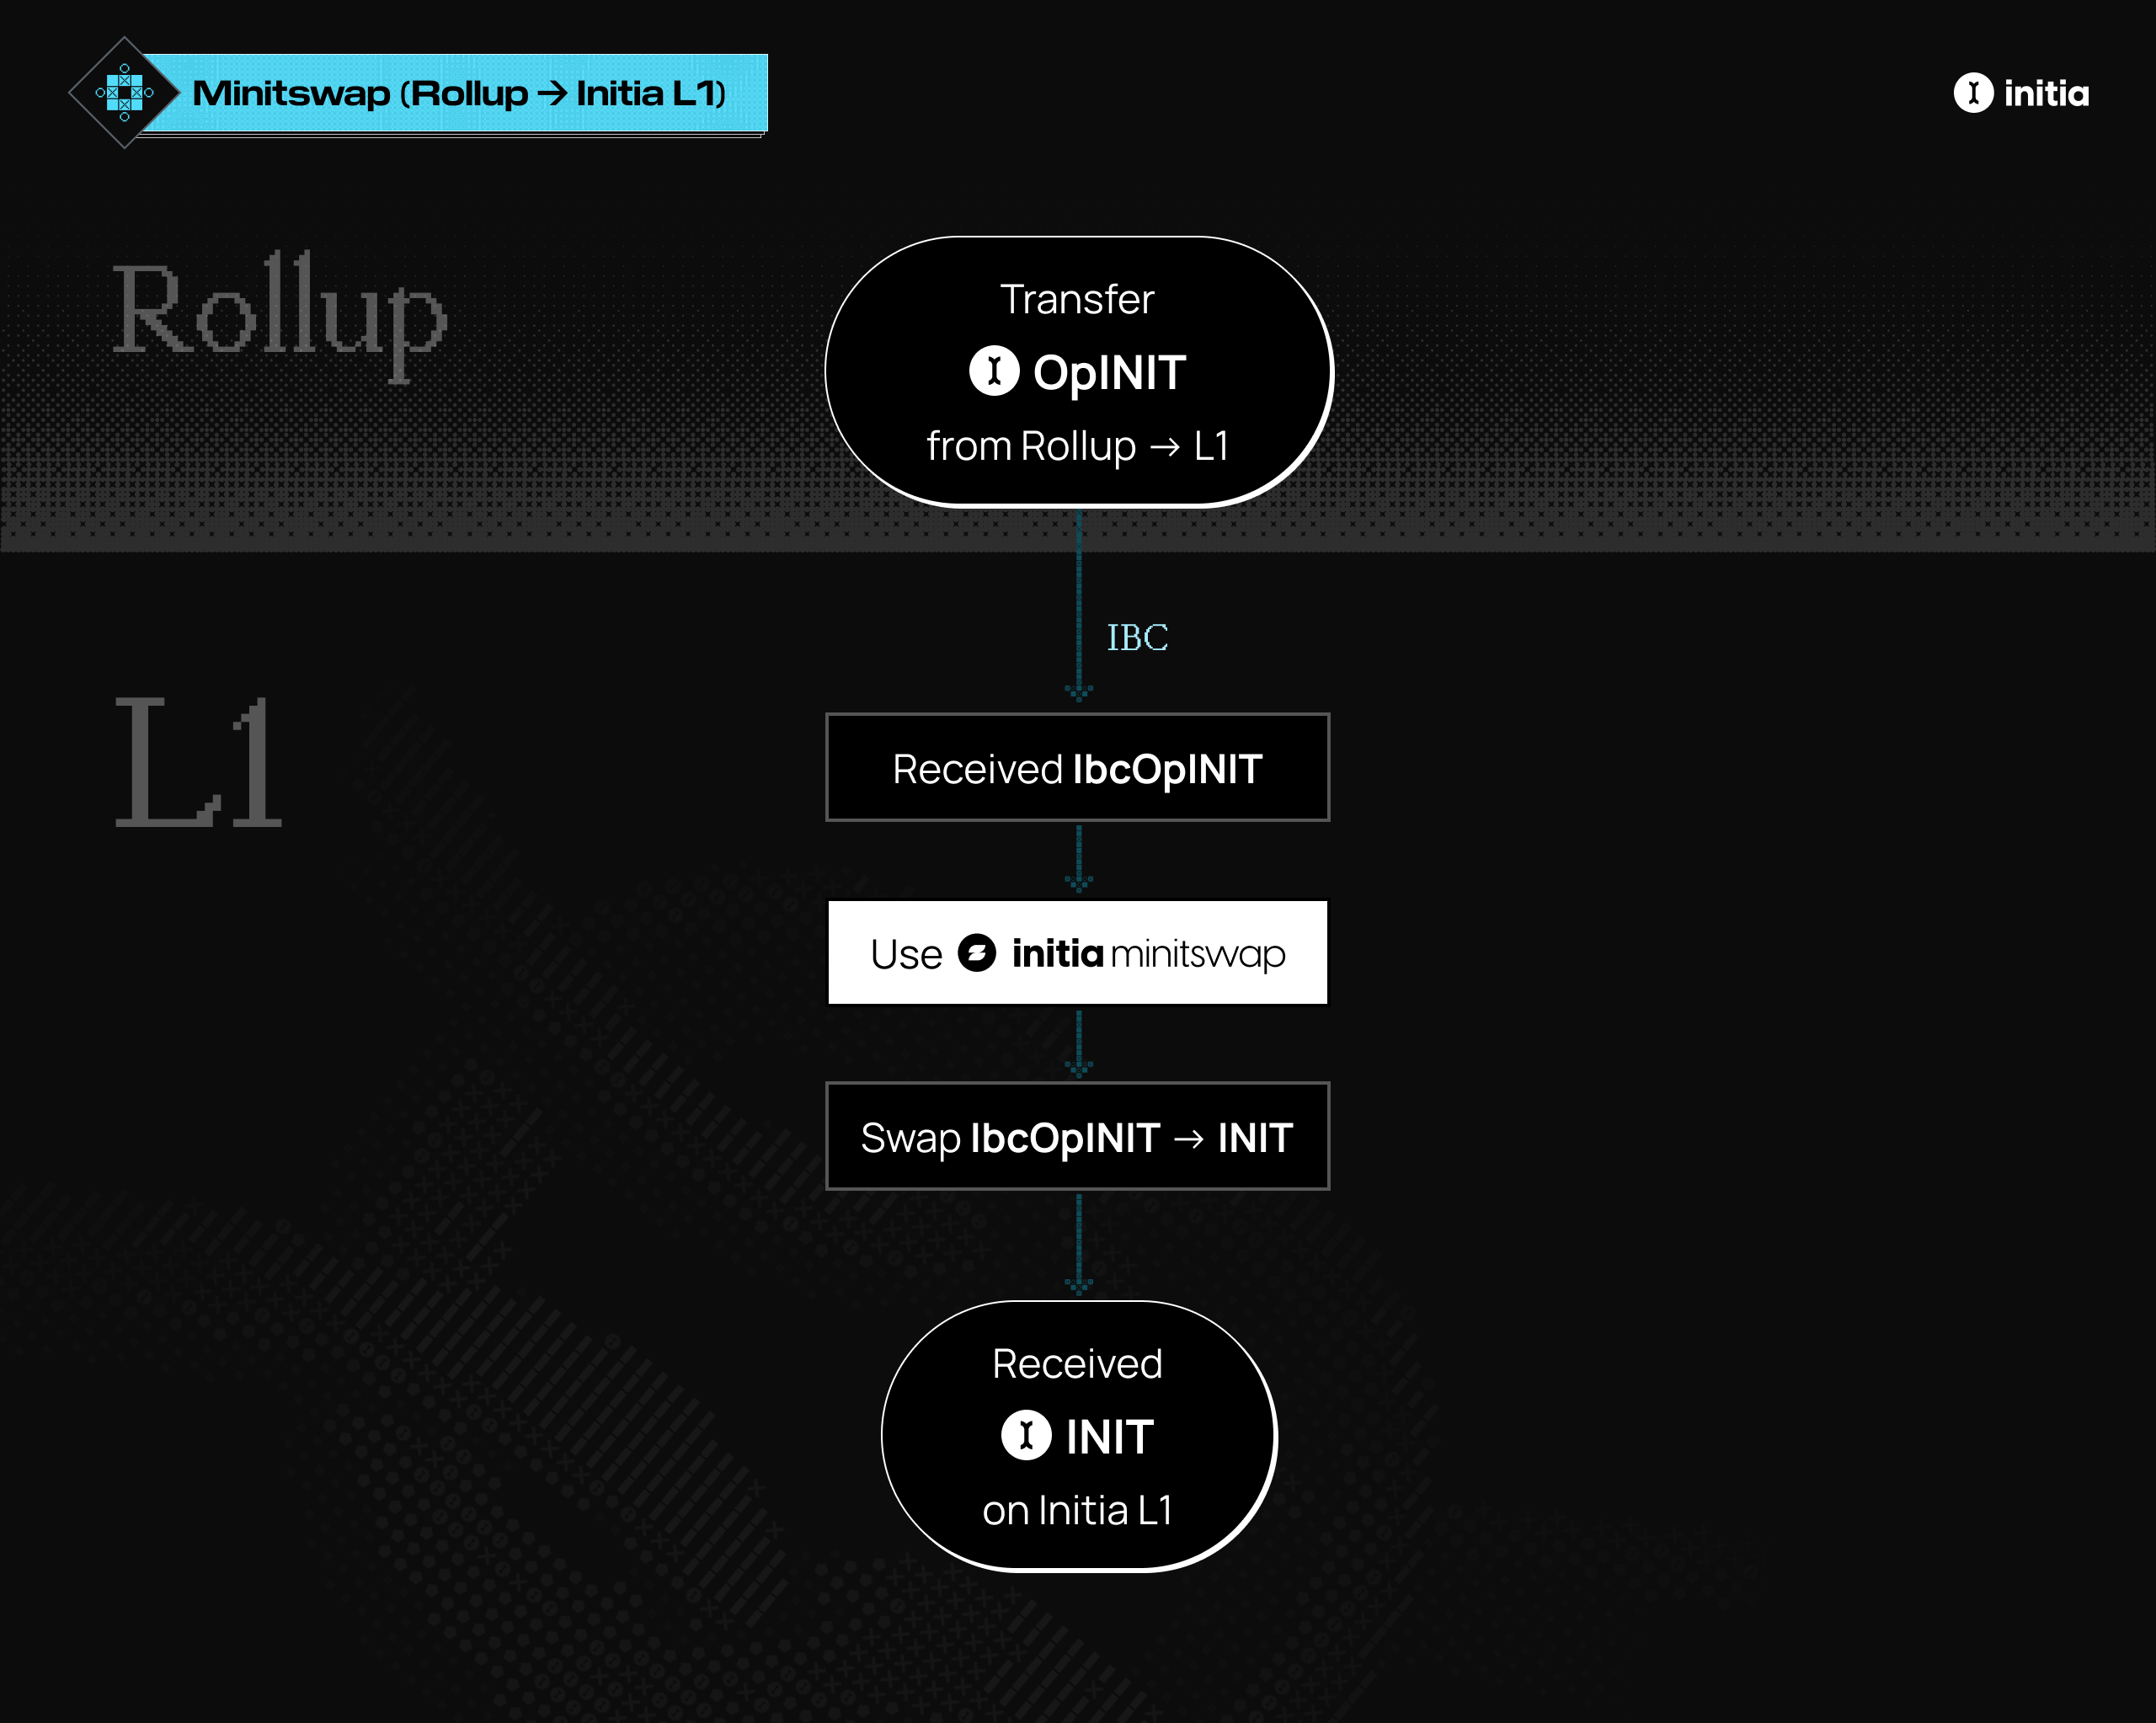 Minitswap (Rollup → Initia L1)
initia
Rollup
Transfer
OpINIT
from Rollup → L1
IBC
L1
Received IbcOpINIT
Use initia minitswap
Swap IbcOpINIT → INIT
Received
INIT
on Initia L1